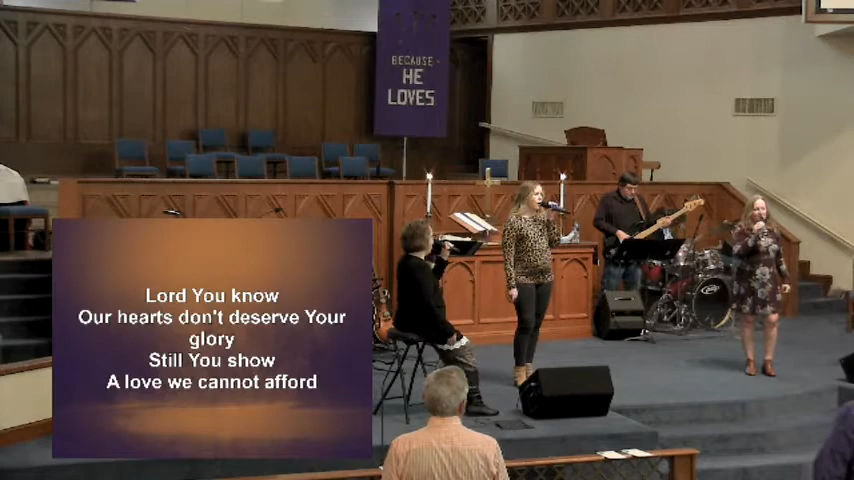 BECAUSE
HE
LOVES
Lord You know
Our hearts don't deserve Your
glory
Still You show
A love we cannot afford